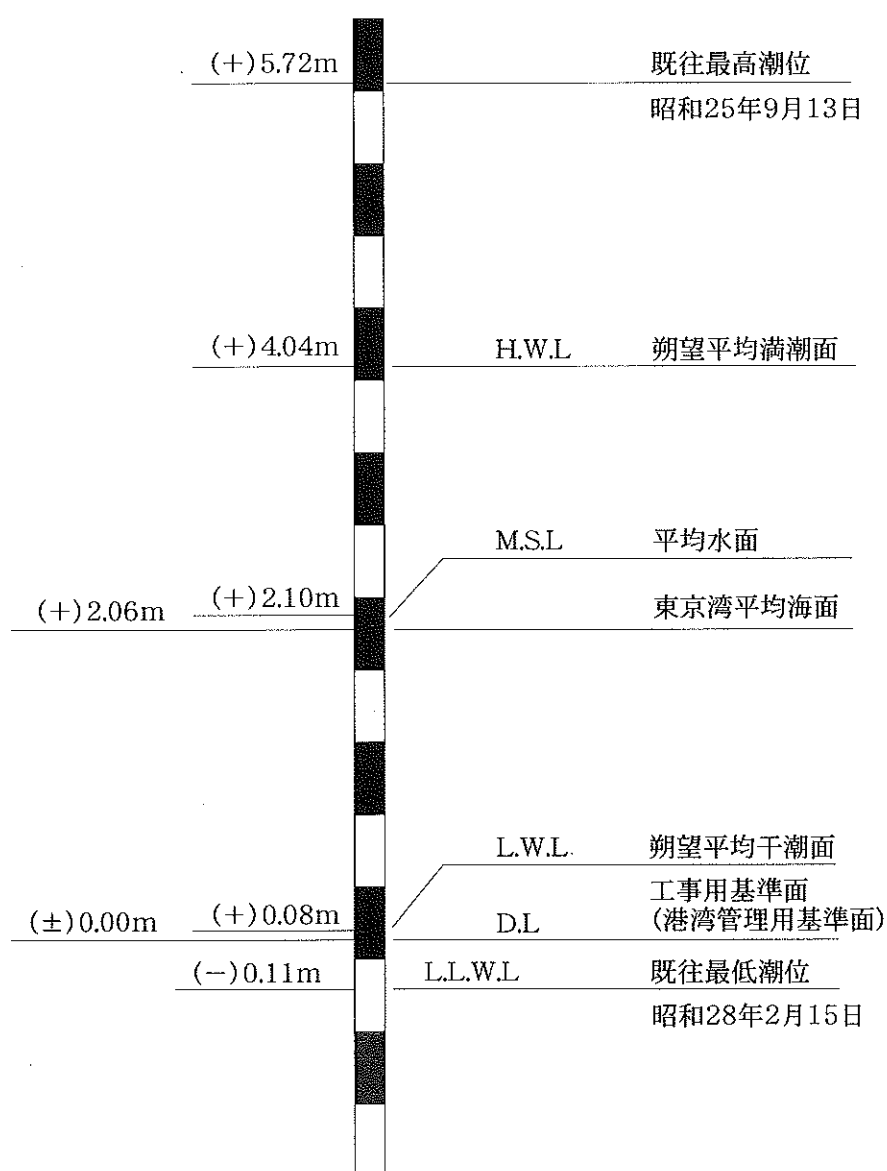 (+)5.72m 既往最高潮位
昭和25年9月13日
(+)4.04m H.W.L 朔望平均満潮面
M.S.L 平均水面
(+)2.06m (+)2.10m 東京湾平均海面
L.W.L. 朔望平均干潮面
工事用基準面
(±)0.00m (+)0.08m D.L (港湾管理用基準面)
(−)0.11m L.L.W.L 既往最低潮位
昭和28年2月15日